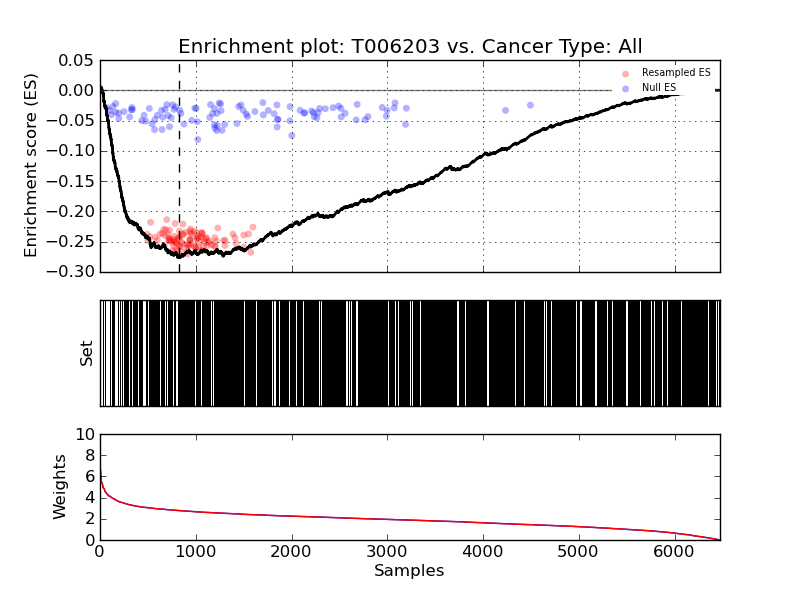 Enrichment plot: T006203 vs. Cancer Type: All
Enrichment score (ES)
0.05
0.00
−0.05
−0.10
−0.15
−0.20
−0.25
−0.30
Resampled ES
Null ES
Set
Weights
10
8
6
4
2
0
0 1000 2000 3000 4000 5000 6000
Samples